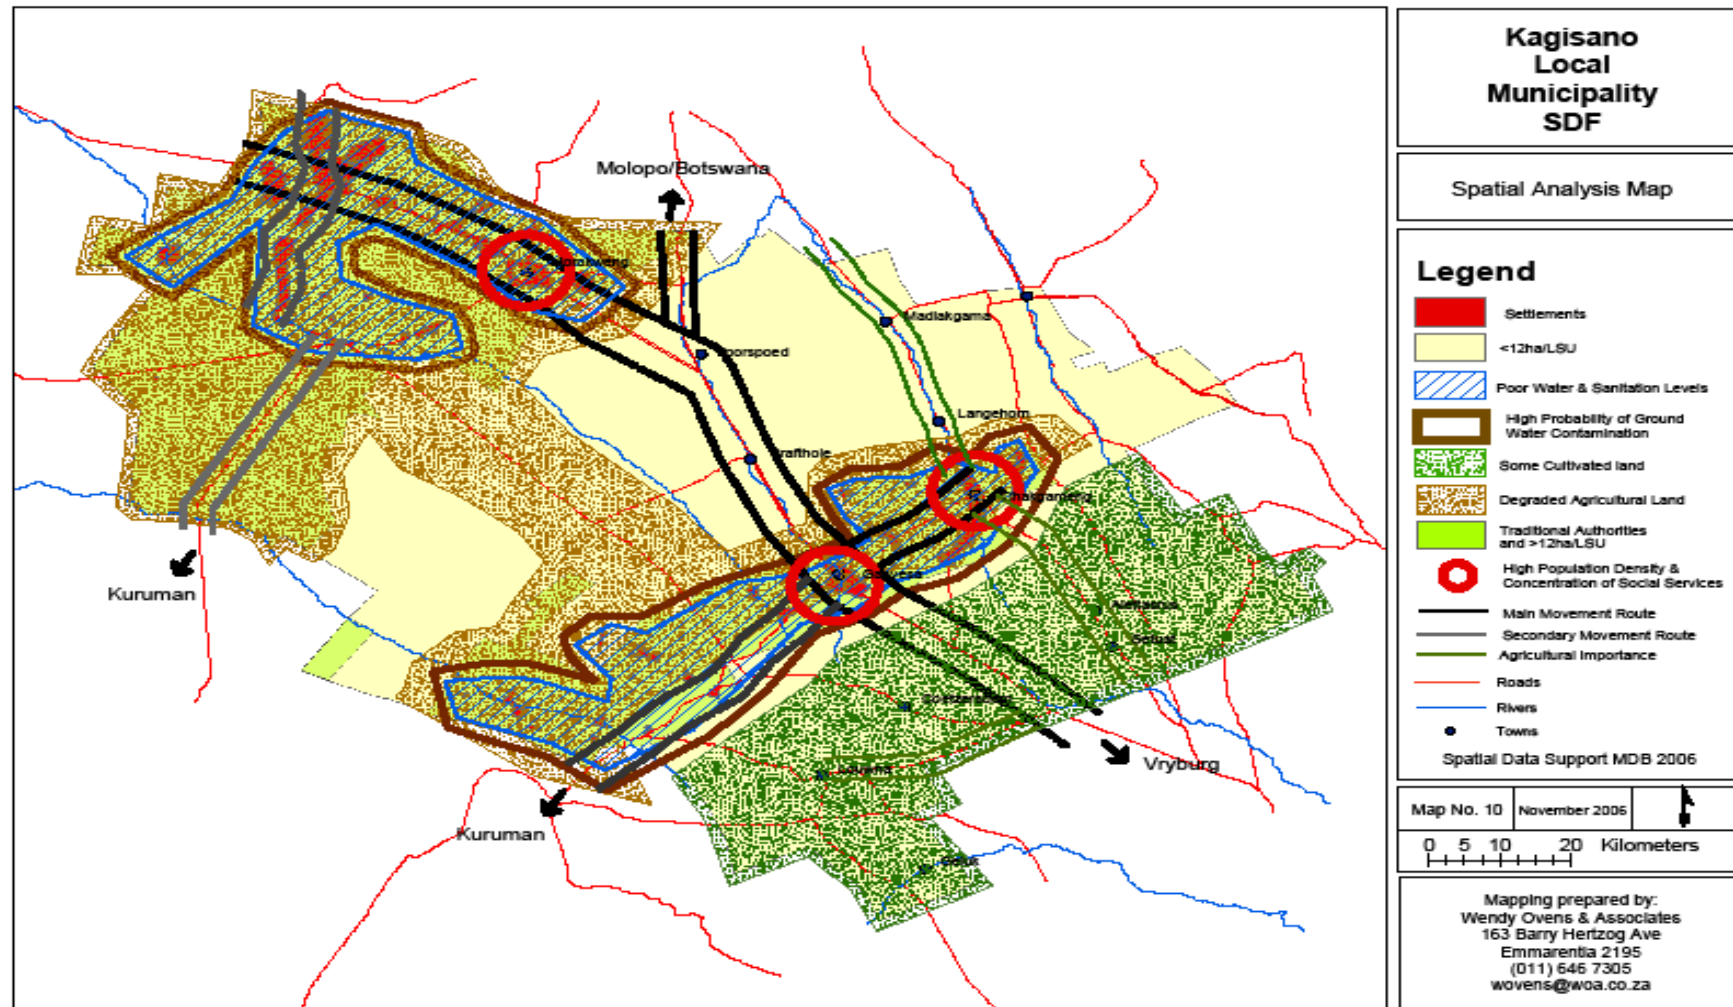 Kagisano
Local
Municipality
SDF
Spatial Analysis Map
Legend
Settlements
<12ha/LSU
Poor Water & Sanitation Levels
High Probability of Ground
Water Contamination
Some Cultivated land
Degraded Agricultural Land
Traditional Authorities
and >12ha/LSU
High Population Density &
Concentration of Social Services
Main Movement Route
Secondary Movement Route
Agricultural Importance
Roads
Rivers
Towns
Spatial Data Support MDB 2006
Map No. 10
November 2006
0 5 10 20 Kilometers
Mapping prepared by:
Wendy Ovens & Associates
163 Barry Hertzog Ave
Emmarentia 2195
(011) 646 7305
wovens@woa.co.za
Molopo/Botswana
Madlakgama
Langehorn
Kuruman
Vryburg
Kuruman